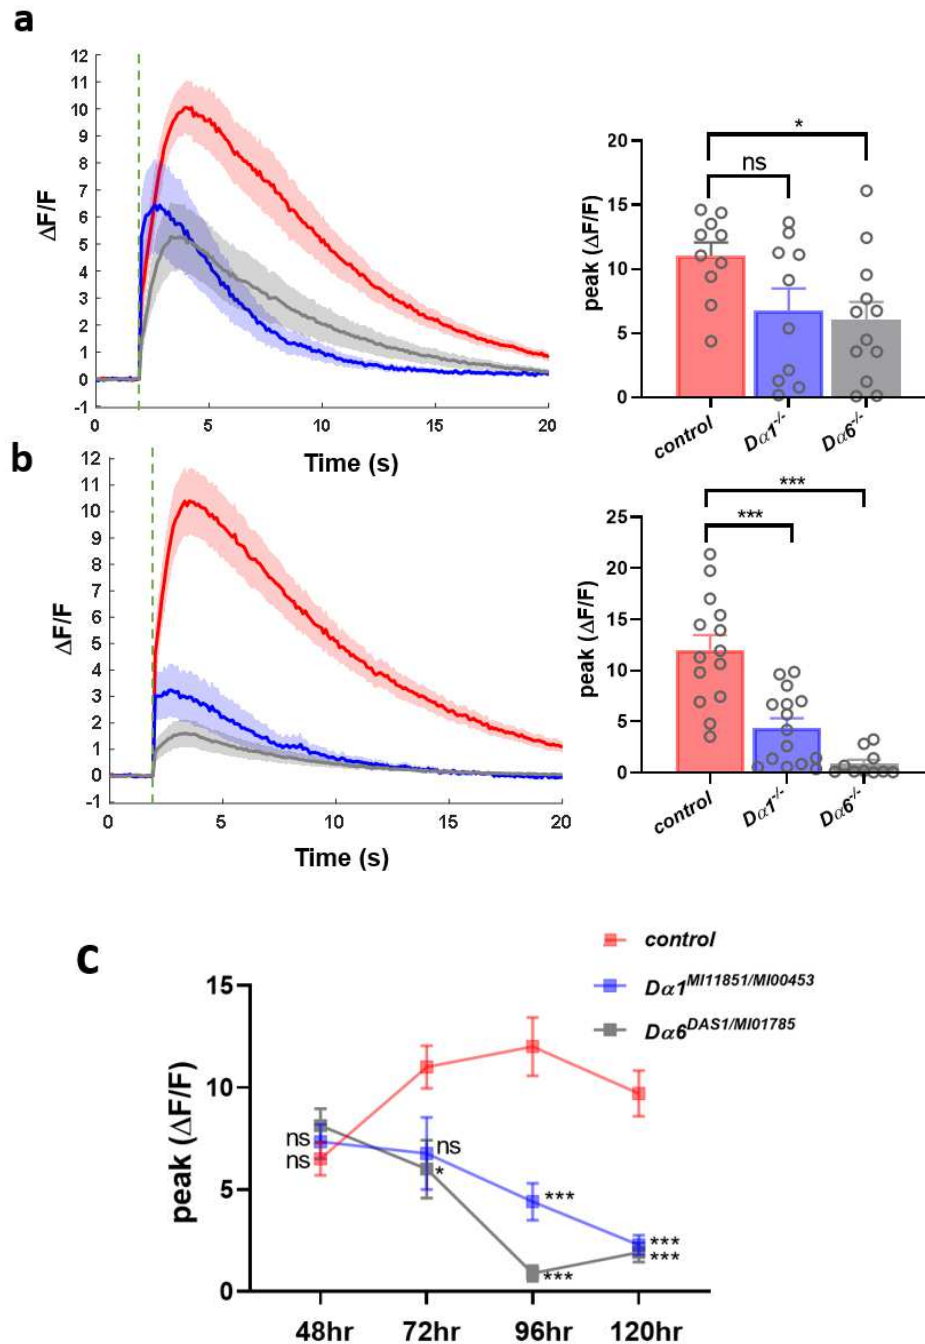 a
12
11
10
9
8
7
6
5
4
3
2
1
0
-1
ΔF/F
0
5
10
15
20
Time (s)
20
15
10
5
0
peak (ΔF/F)
*
ns
control
Dα1-/-
Dα6-/-
b
12
11
10
9
8
7
6
5
4
3
2
1
0
-1
ΔF/F
0
5
10
15
20
Time (s)
25
20
15
10
5
0
peak (ΔF/F)
***
***
control
Dα1-/-
Dα6-/-
c
control
Dα1MI11851/MI00453
Dα6DAS1/MI01785
15
10
5
0
peak (ΔF/F)
ns
ns
ns
*
***
***
***
***
48hr
72hr
96hr
120hr